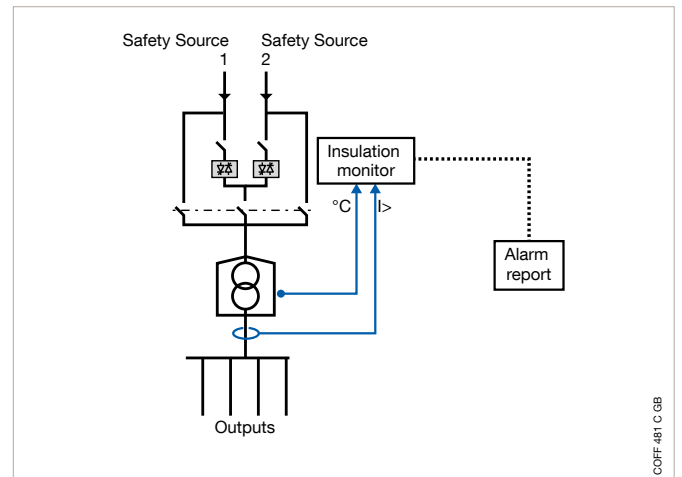 Safety Source
1
Safety Source
2
Insulation
monitor
°C
I>
Alarm
report
Outputs
COFF 481 C GB